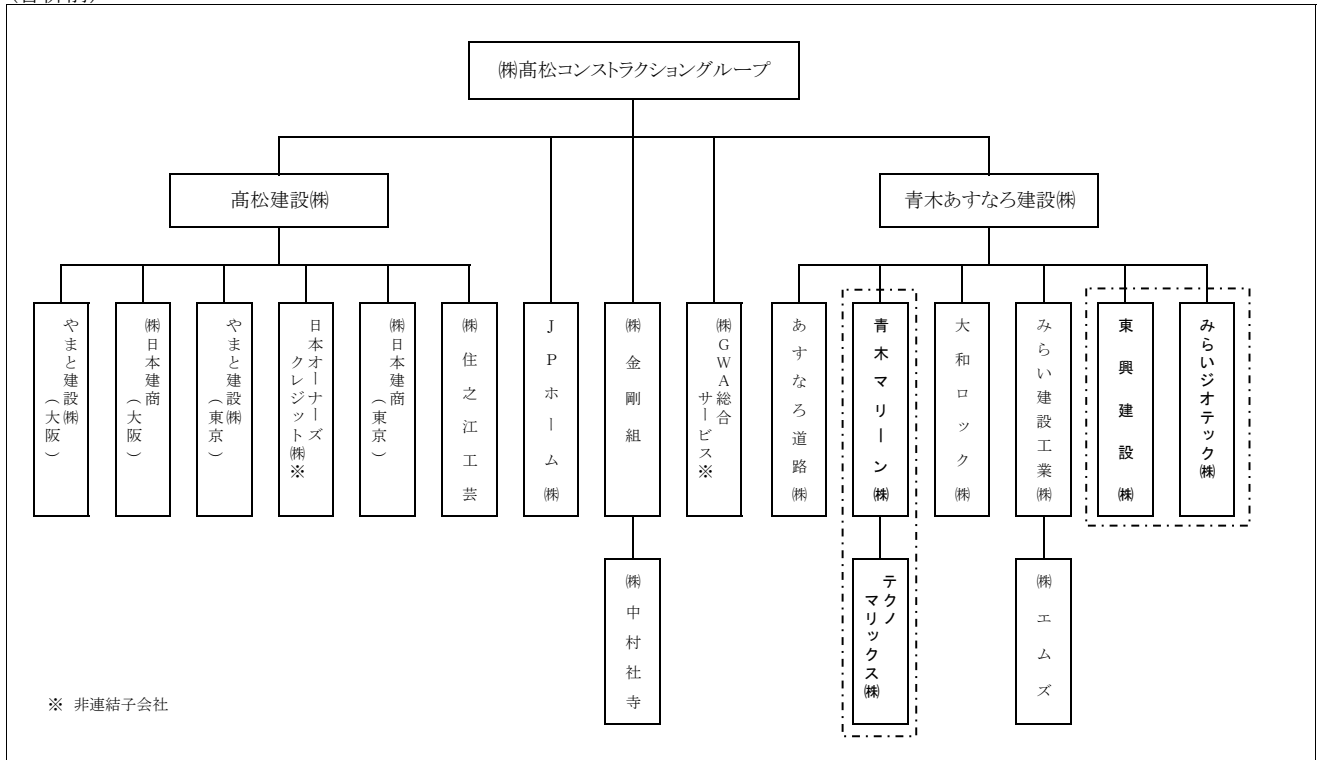 ㈱髙松コンストラクショングループ
髙松建設㈱
青木あすなろ建設㈱
やまと建設㈱
（大阪）
㈱日本建商
（大阪）
やまと建設㈱
（東京）
日本オーナーズ
クレジット㈱※
㈱日本建商
（東京）
㈱住之江工芸
JPホーム㈱
㈱金剛組
㈱GWA総合
サービス※
あすなろ道路㈱
青木マリーン㈱
大和ロック㈱
みらい建設工業㈱
東興建設㈱
みらいジオテック㈱
㈱中村社寺
テクノ
マリックス㈱
㈱エムズ
※ 非連結子会社